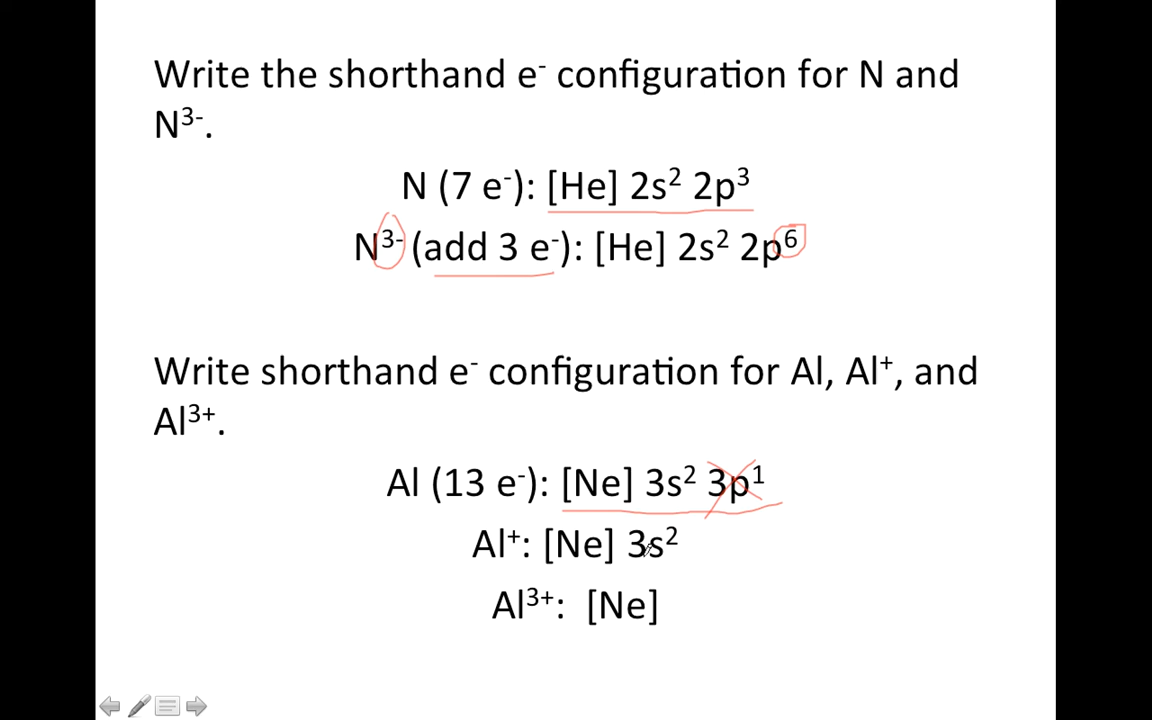 Write the shorthand e⁻ configuration for N and
N³⁻.
N (7 e⁻): [He] 2s² 2p³
N³⁻ (add 3 e⁻): [He] 2s² 2p⁶
Write shorthand e⁻ configuration for Al, Al⁺, and
Al³⁺.
Al (13 e⁻): [Ne] 3s² 3p¹
Al⁺: [Ne] 3s²
Al³⁺: [Ne]